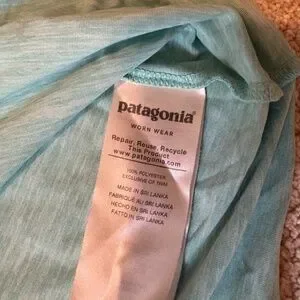 patagonia®
WORN WEAR
Repair, Reuse, Recycle
This Product
www.patagonia.com
100% POLYESTER
EXCLUSIVE OF TRIM
MADE IN SRI LANKA
FABRIQUÉ AU SRI LANKA
HECHO EN SRI LANKA
FATTO IN SRI LANKA